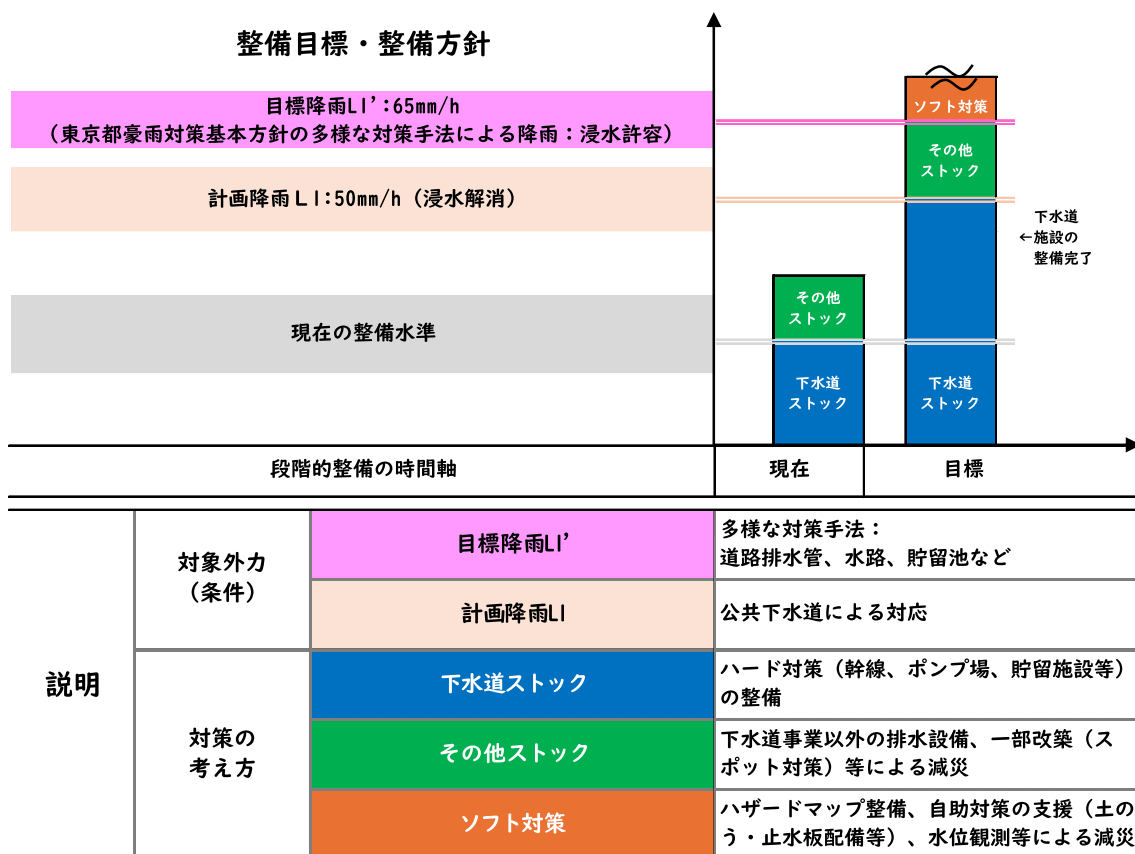 整備目標・整備方針
目標降雨L1’：65mm/h
（東京都豪雨対策基本方針の多様な対策手法による降雨：浸水許容）
計画降雨L1:50mm/h（浸水解消）
現在の整備水準
ソフト対策
その他
ストック
下水道
←施設の
整備完了
その他
ストック
下水道
ストック
下水道
ストック
段階的整備の時間軸
現在
目標
説明
対象外力
（条件）
目標降雨L1’
多様な対策手法：
道路排水管、水路、貯留池など
計画降雨L1
公共下水道による対応
対策の
考え方
下水道ストック
ハード対策（幹線、ポンプ場、貯留施設等）
の整備
その他ストック
下水道事業以外の排水設備、一部改築（ス
ポット対策）等による減災
ソフト対策
ハザードマップ整備、自助対策の支援（土の
う・止水板配備等）、水位観測等による減災